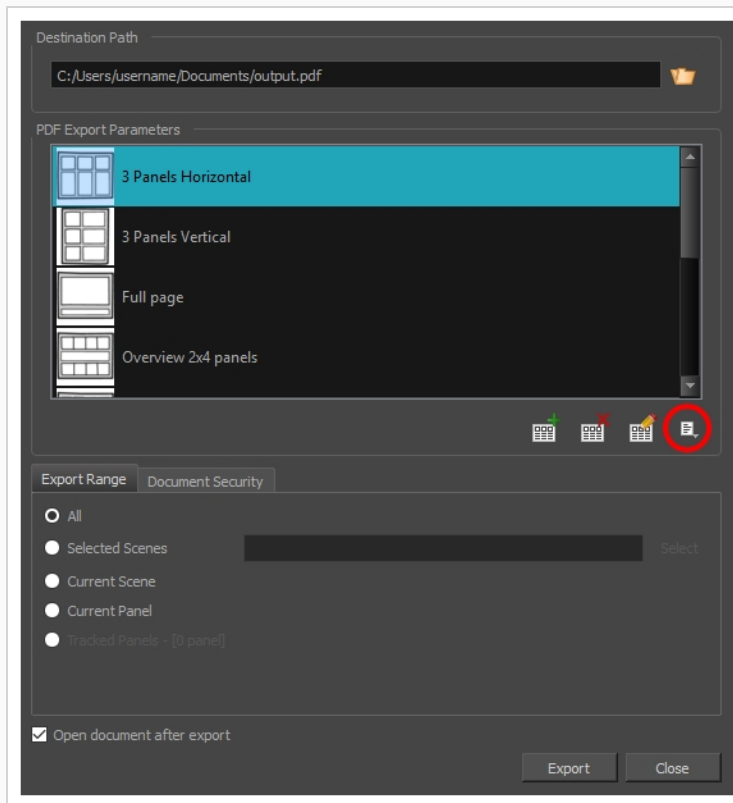 Destination Path
C:/Users/username/Documents/output.pdf
PDF Export Parameters
3 Panels Horizontal
3 Panels Vertical
Full page
Overview 2x4 panels
Export Range Document Security
All
Selected Scenes Select
Current Scene
Current Panel
Tracked Panels - [0 panel]
Open document after export
Export Close